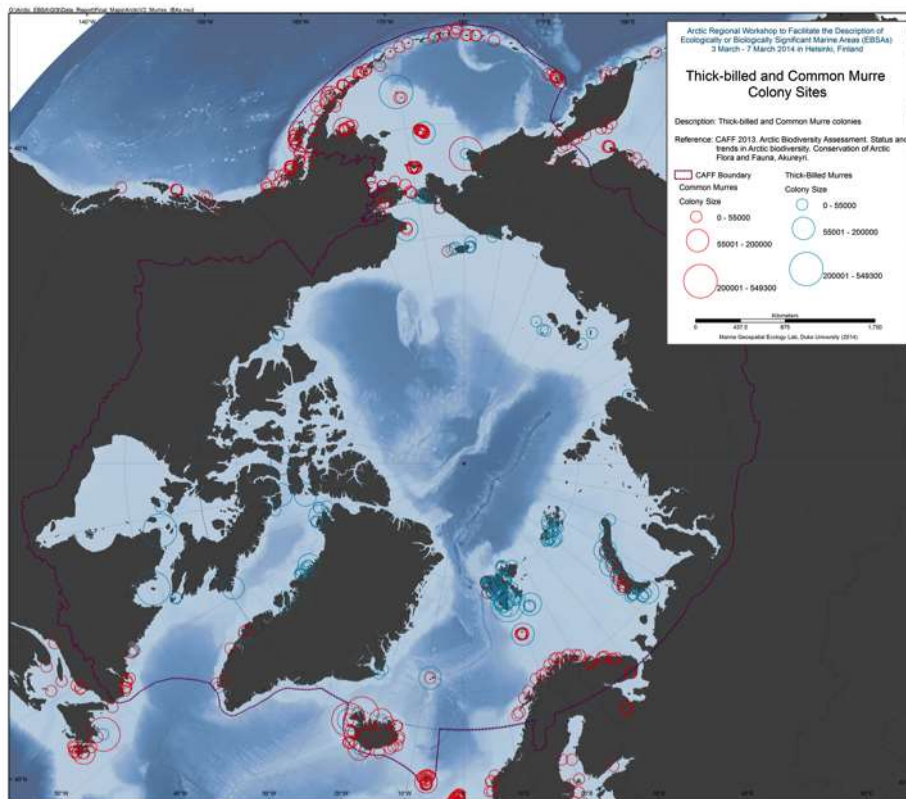 Arctic Regional Workshop to Facilitate the Description of
Ecologically or Biologically Significant Marine Areas (EBSAs)
3 March - 7 March 2014 in Helsinki, Finland
Thick-billed and Common Murre
Colony Sites
Description: Thick-billed and Common Murre colonies
Reference: CAFF 2013. Arctic Biodiversity Assessment. Status and
trends in Arctic biodiversity. Conservation of Arctic
Flora and Fauna, Akureyri.
CAFF Boundary
Common Murres
Colony Size
0 - 55000
55001 - 200000
200001 - 549300
Thick-Billed Murres
Colony Size
0 - 55000
55001 - 200000
200001 - 549300
Kilometers
0 437.5 875 1,750
Marine Geospatial Ecology Lab, Duke University (2014)